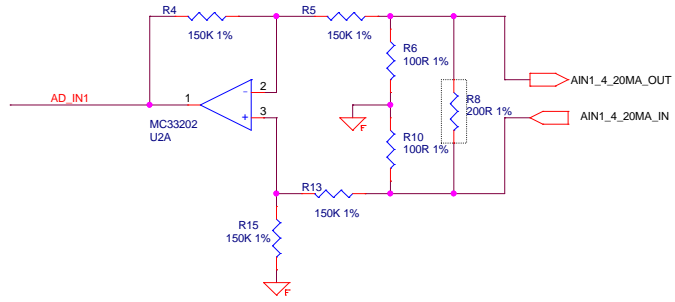 R4
150K 1%
R5
150K 1%
R6
100R 1%
R8
200R 1%
AIN1_4_20MA_OUT
AD_IN1
1
2
-
3
+
MC33202
U2A
F
R10
100R 1%
AIN1_4_20MA_IN
R13
150K 1%
R15
150K 1%
F